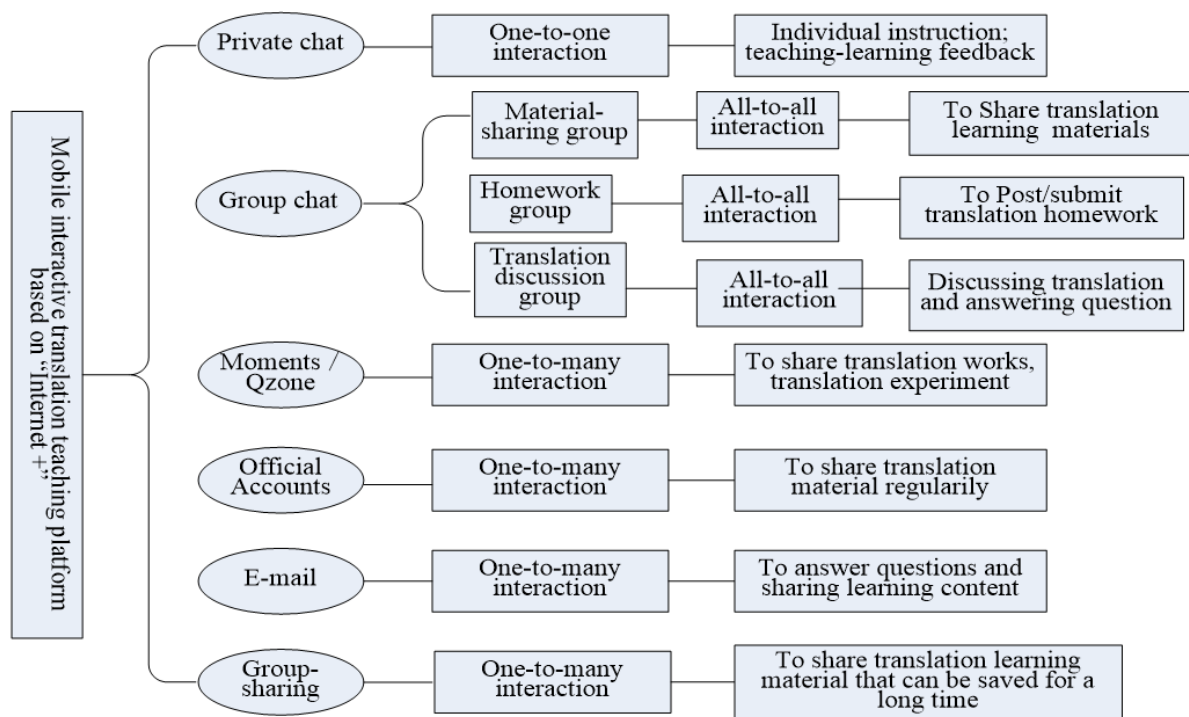 Mobile interactive translation teaching platform
based on “Internet +”
Private chat
One-to-one
interaction
Individual instruction;
teaching-learning feedback
Group chat
Material-
sharing group
All-to-all
interaction
To Share translation
learning materials
Homework
group
All-to-all
interaction
To Post/submit
translation homework
Translation
discussion
group
All-to-all
interaction
Discussing translation
and answering question
Moments /
Qzone
One-to-many
interaction
To share translation works,
translation experiment
Official
Accounts
One-to-many
interaction
To share translation
material regularily
E-mail
One-to-many
interaction
To answer questions and
sharing learning content
Group-
sharing
One-to-many
interaction
To share translation learning
material that can be saved for a
long time